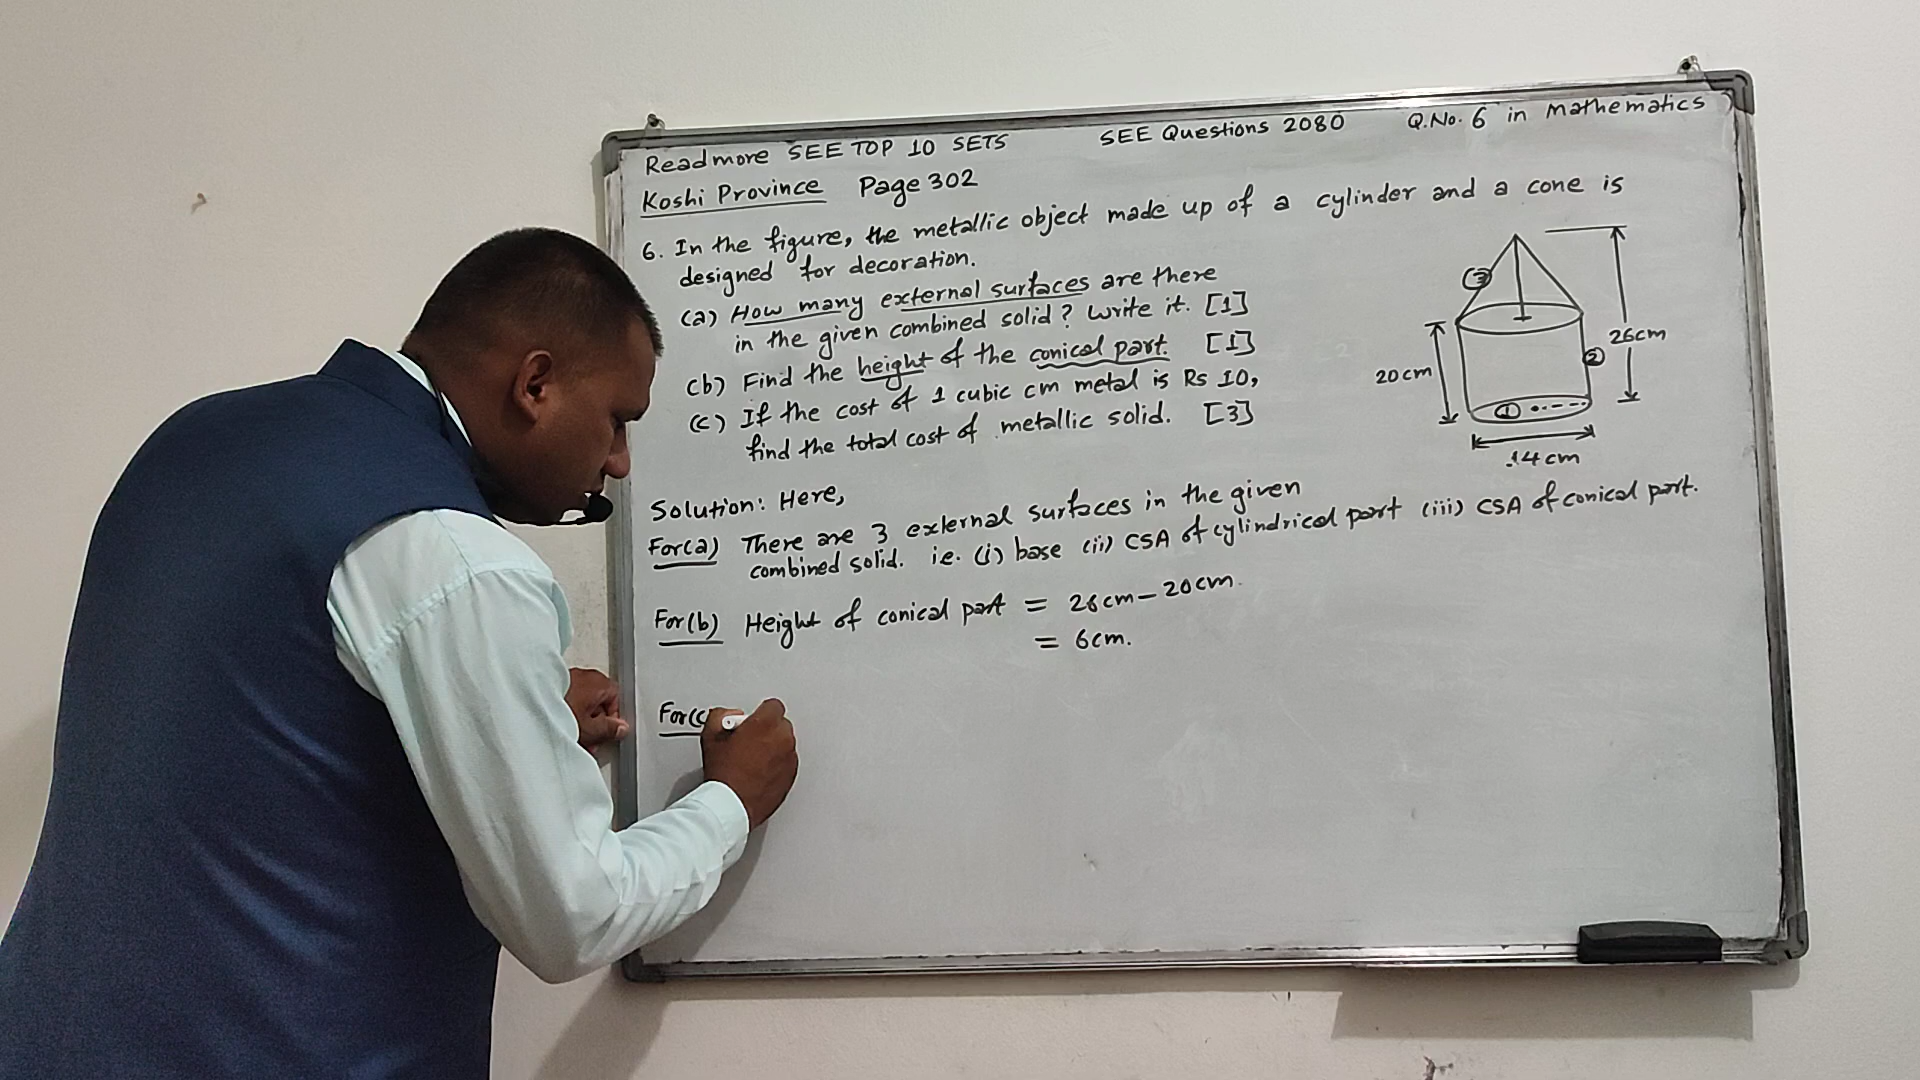 Readmore SEE TOP 10 SETS SEE Questions 2080 Q.No. 6 in Mathematics
Koshi Province Page 302
6. In the figure, the metallic object made up of a cylinder and a cone is
designed for decoration.
(a) How many external surfaces are there
in the given combined solid? Write it. [1]
(b) Find the height of the conical part. [1]
(c) If the cost of 1 cubic cm metal is Rs 10,
find the total cost of metallic solid. [3]
3
26cm
2
20cm
1
14cm
Solution: Here,
For(a) There are 3 external surfaces in the given
combined solid. ie. (i) base (ii) CSA of cylindrical part (iii) CSA of conical part.
For(b) Height of conical part = 26cm - 20cm.
= 6cm.
For(c)